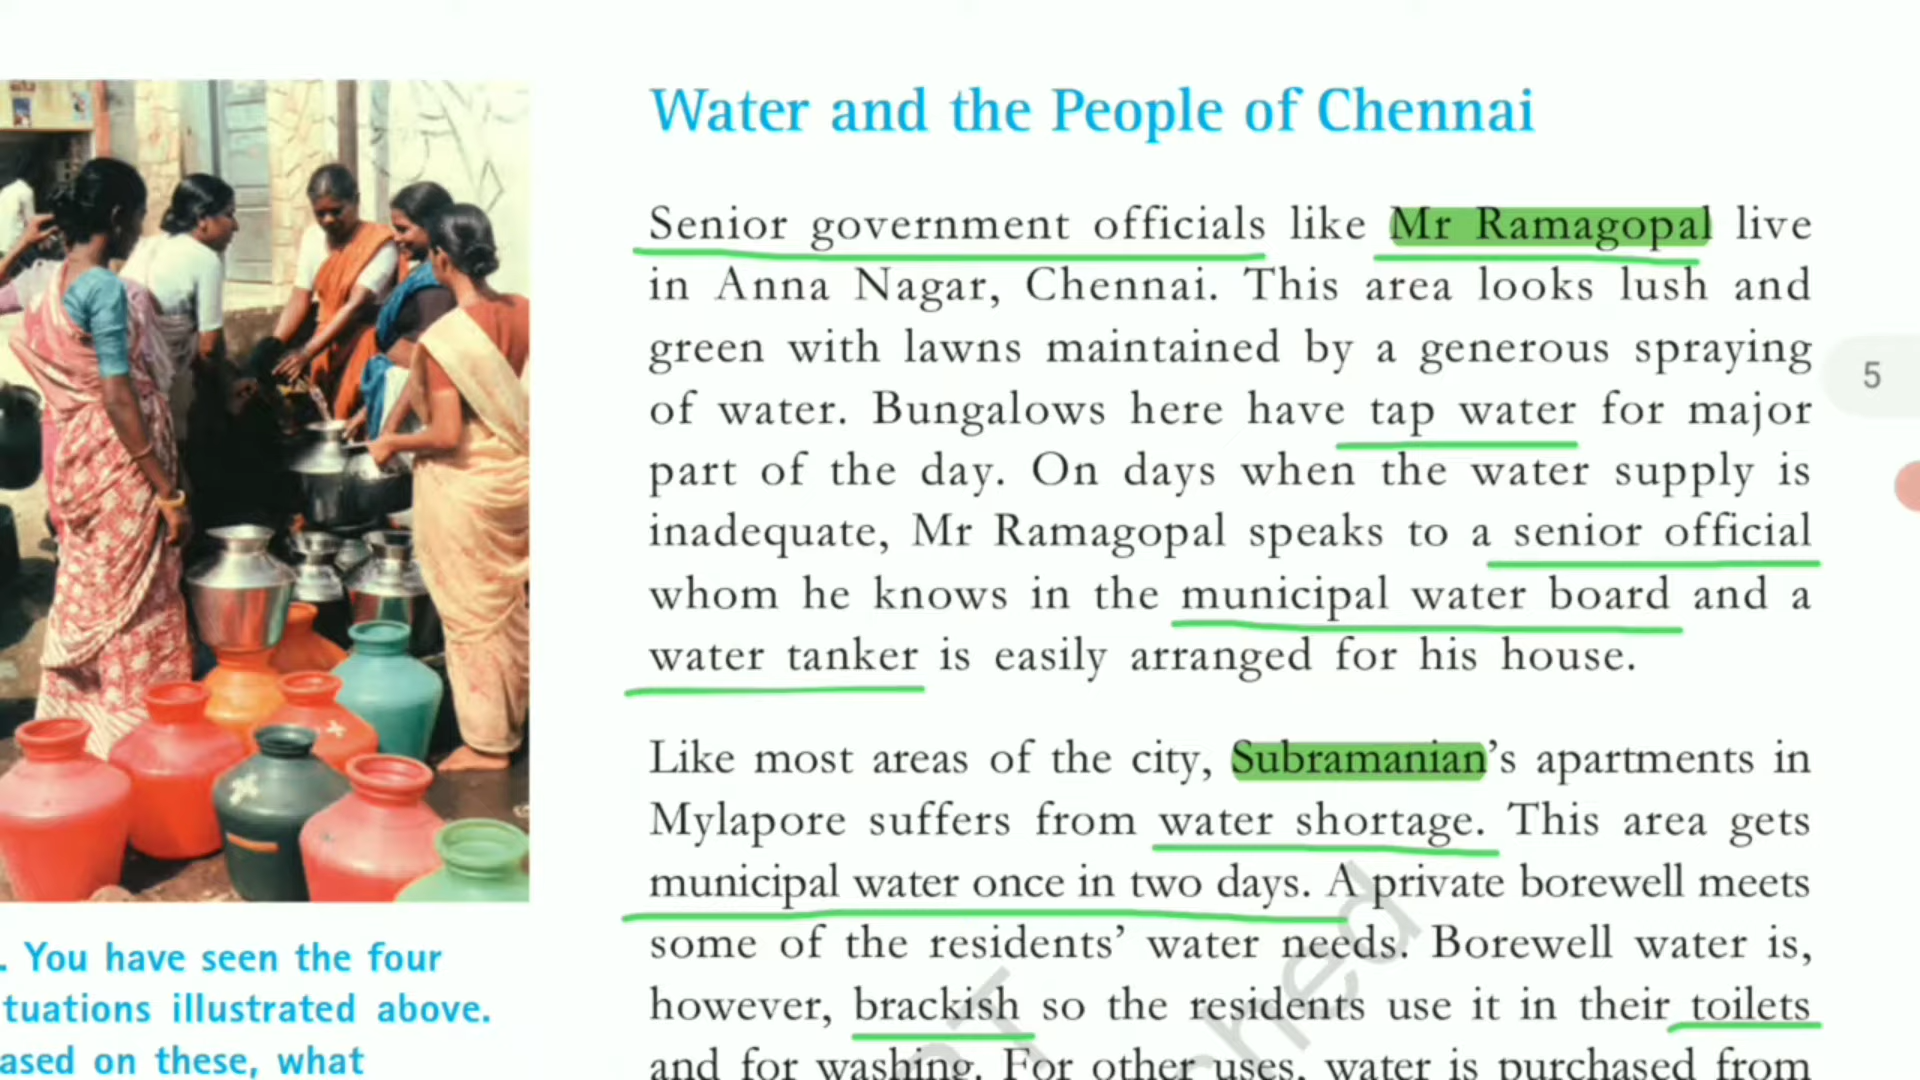 Water and the People of Chennai
Senior government officials like Mr Ramagopal live
in Anna Nagar, Chennai. This area looks lush and
green with lawns maintained by a generous spraying
of water. Bungalows here have tap water for major
part of the day. On days when the water supply is
inadequate, Mr Ramagopal speaks to a senior official
whom he knows in the municipal water board and a
water tanker is easily arranged for his house.
Like most areas of the city, Subramanian’s apartments in
Mylapore suffers from water shortage. This area gets
municipal water once in two days. A private borewell meets
some of the residents’ water needs. Borewell water is,
however, brackish so the residents use it in their toilets
and for washing. For other uses, water is purchased from
5
. You have seen the four
tuations illustrated above.
ased on these, what